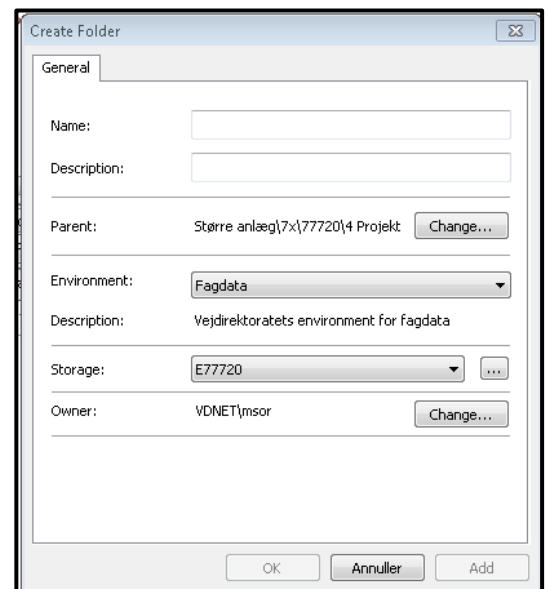 Create Folder
General
Name:
Description:
Parent: Større anlæg\7x\77720\4 Projekt Change...
Environment: Fagdata
Description: Vejdirektoratets environment for fagdata
Storage: E77720 ...
Owner: VDNET\msor Change...
OK Annuller Add